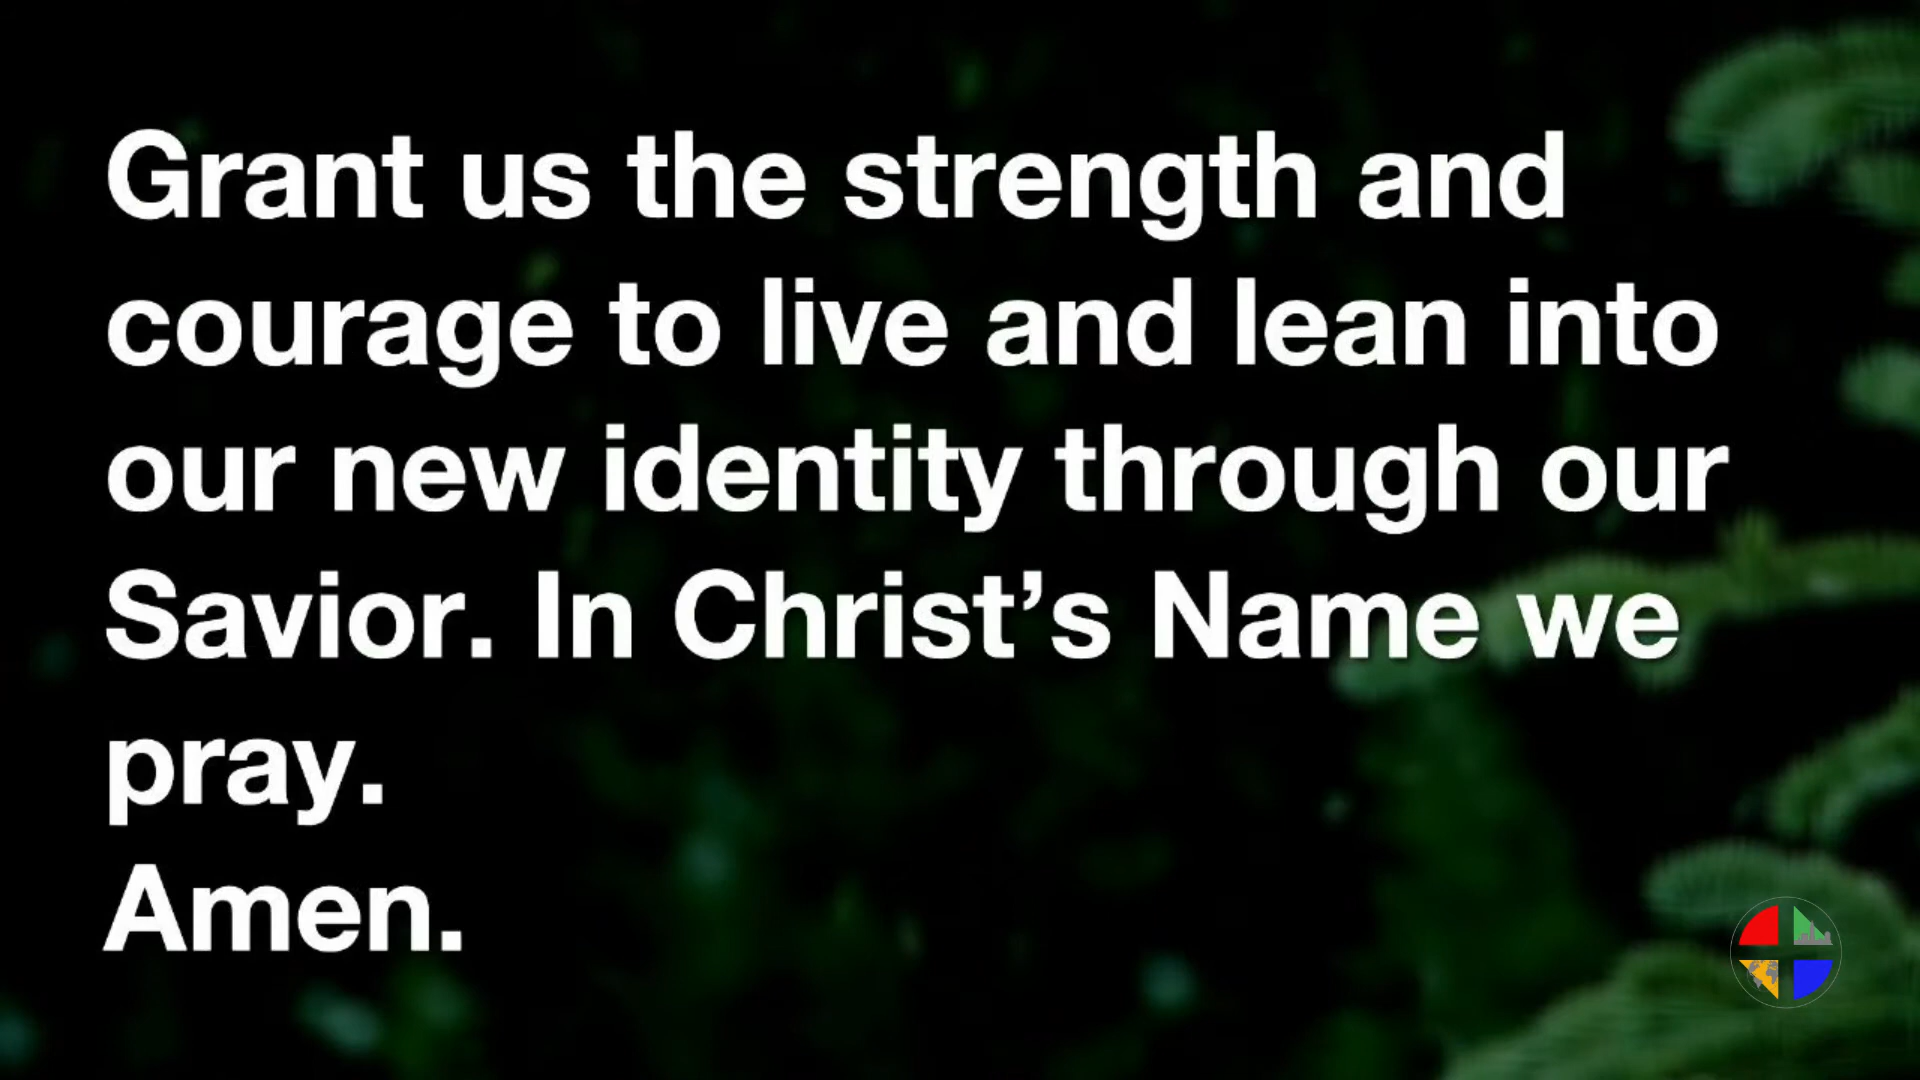 Grant us the strength and
courage to live and lean into
our new identity through our
Savior. In Christ’s Name we
pray.
Amen.